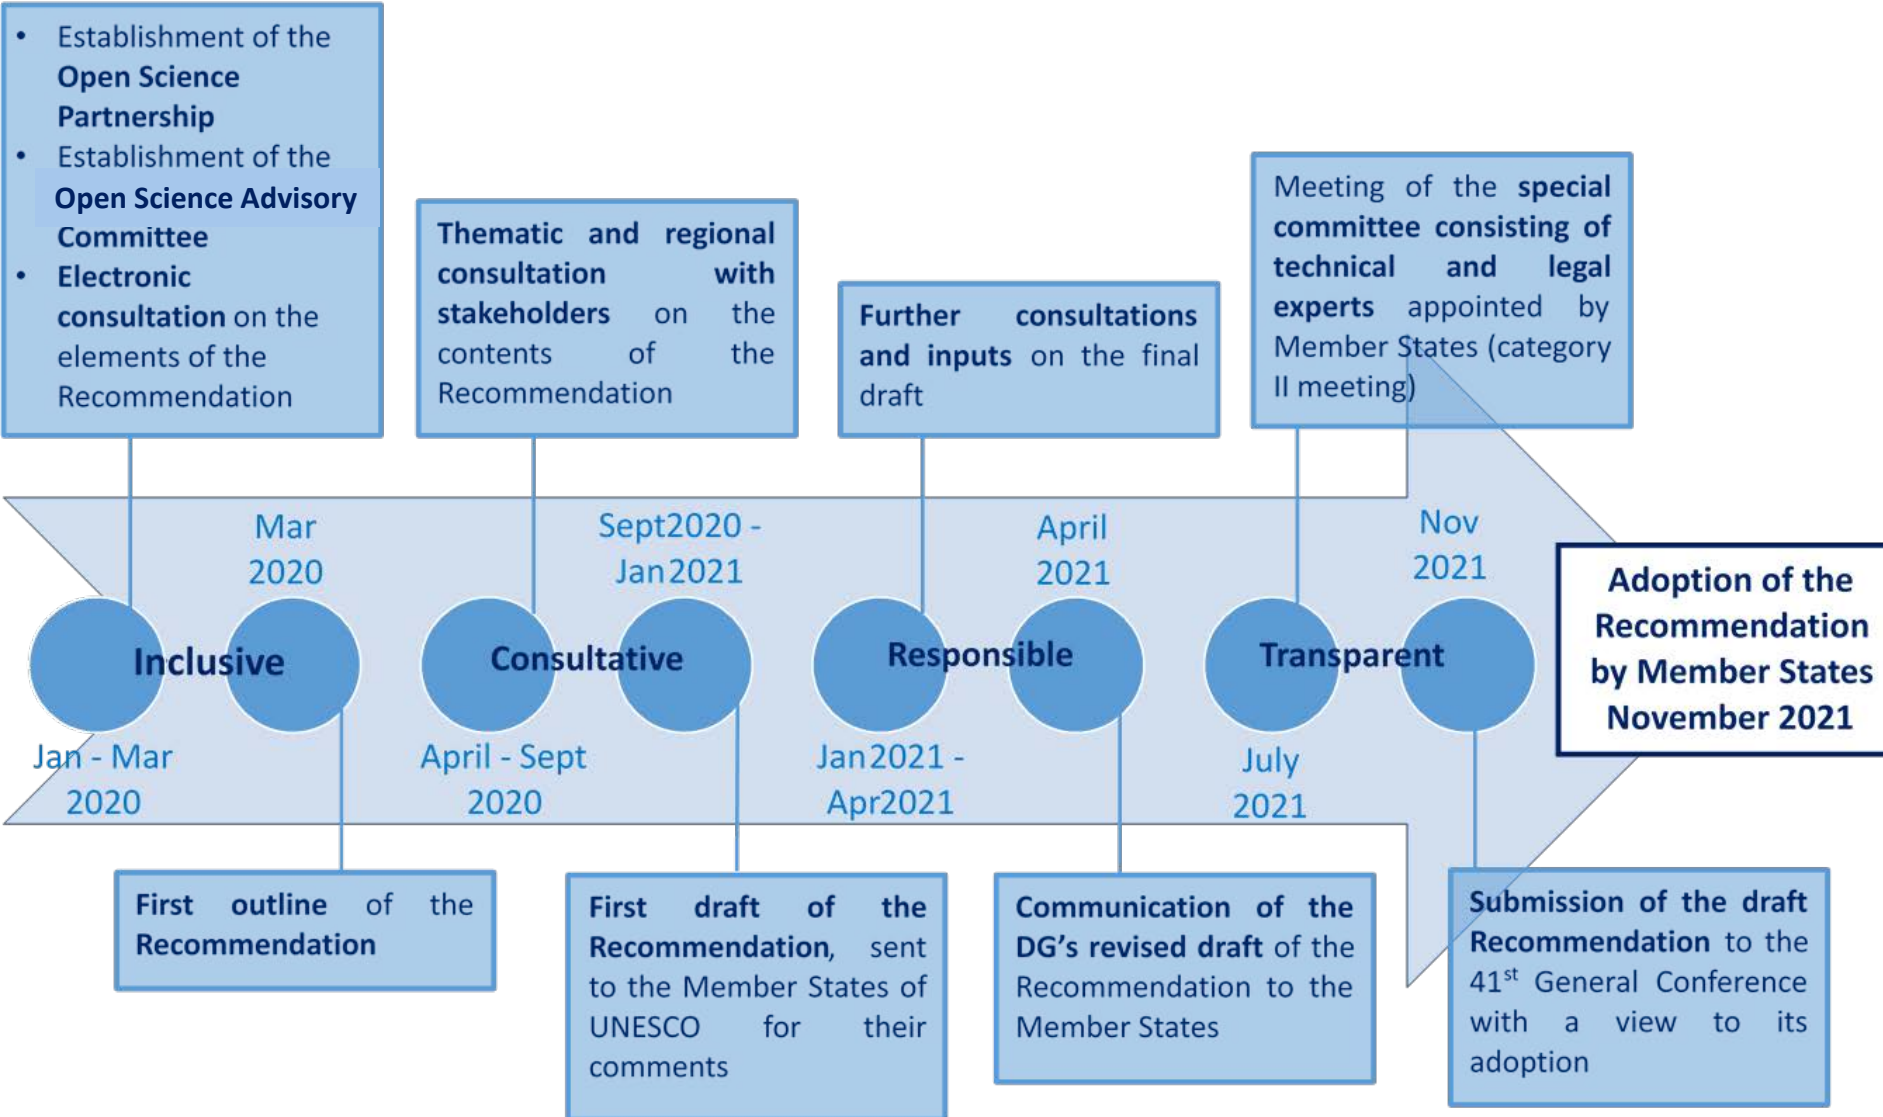 • Establishment of the
Open Science
Partnership
• Establishment of the
Open Science Advisory
Committee
• Electronic
consultation on the
elements of the
Recommendation
Thematic and regional
consultation with
stakeholders on the
contents of the
Recommendation
Further consultations
and inputs on the final
draft
Meeting of the special
committee consisting of
technical and legal
experts appointed by
Member States (category
II meeting)
Mar
2020
Sept2020 -
Jan2021
April
2021
Nov
2021
Inclusive
Consultative
Responsible
Transparent
Adoption of the
Recommendation
by Member States
November 2021
Jan - Mar
2020
April - Sept
2020
Jan2021 -
Apr2021
July
2021
First outline of the
Recommendation
First draft of the
Recommendation, sent
to the Member States of
UNESCO for their
comments
Communication of the
DG’s revised draft of the
Recommendation to the
Member States
Submission of the draft
Recommendation to the
41st General Conference
with a view to its
adoption